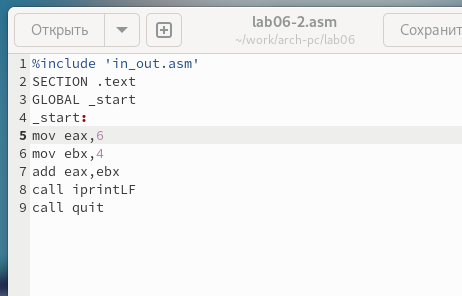 Открыть
lab06-2.asm
~/work/arch-pc/lab06
Сохранит
1 %include 'in_out.asm'
2 SECTION .text
3 GLOBAL _start
4 _start:
5 mov eax,6
6 mov ebx,4
7 add eax,ebx
8 call iprintLF
9 call quit